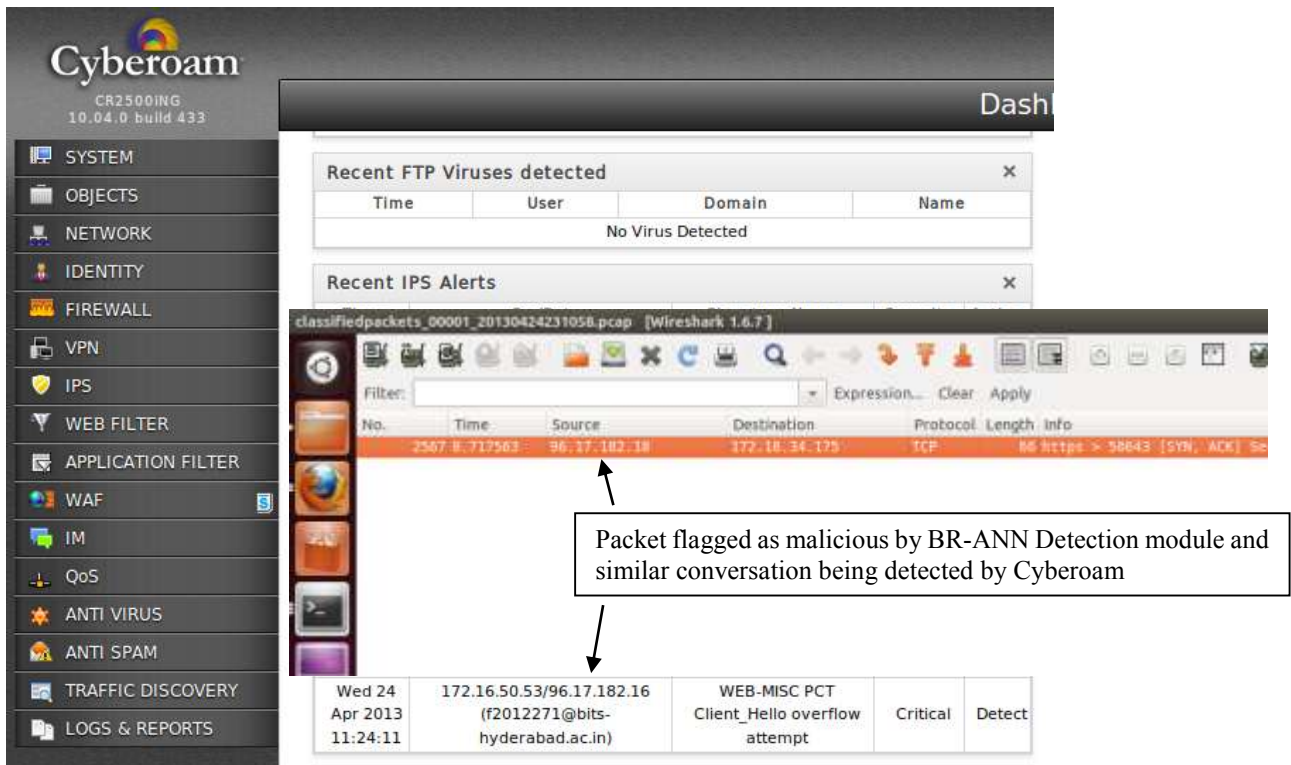 Cyberoam
CR2500iNG
10.04.0 build 433
SYSTEM
OBJECTS
NETWORK
IDENTITY
FIREWALL
VPN
IPS
WEB FILTER
APPLICATION FILTER
WAF
S
IM
QoS
ANTI VIRUS
ANTI SPAM
TRAFFIC DISCOVERY
LOGS & REPORTS
Dash
Recent FTP Viruses detected
Time User Domain Name
No Virus Detected
Recent IPS Alerts
classifiedpackets_00001_20130424231058.pcap [Wireshark 1.6.7 ]
Filter: Expression... Clear Apply
No. Time Source Destination Protocol Length Info
2567 8.717563 96.17.182.18 172.18.34.175 TCP 66 https > 58643 [SYN, ACK] Se
Packet flagged as malicious by BR-ANN Detection module and
similar conversation being detected by Cyberoam
Wed 24 172.16.50.53/96.17.182.16 WEB-MISC PCT
Apr 2013 (f2012271@bits- Client_Hello overflow Critical Detect
11:24:11 hyderabad.ac.in) attempt